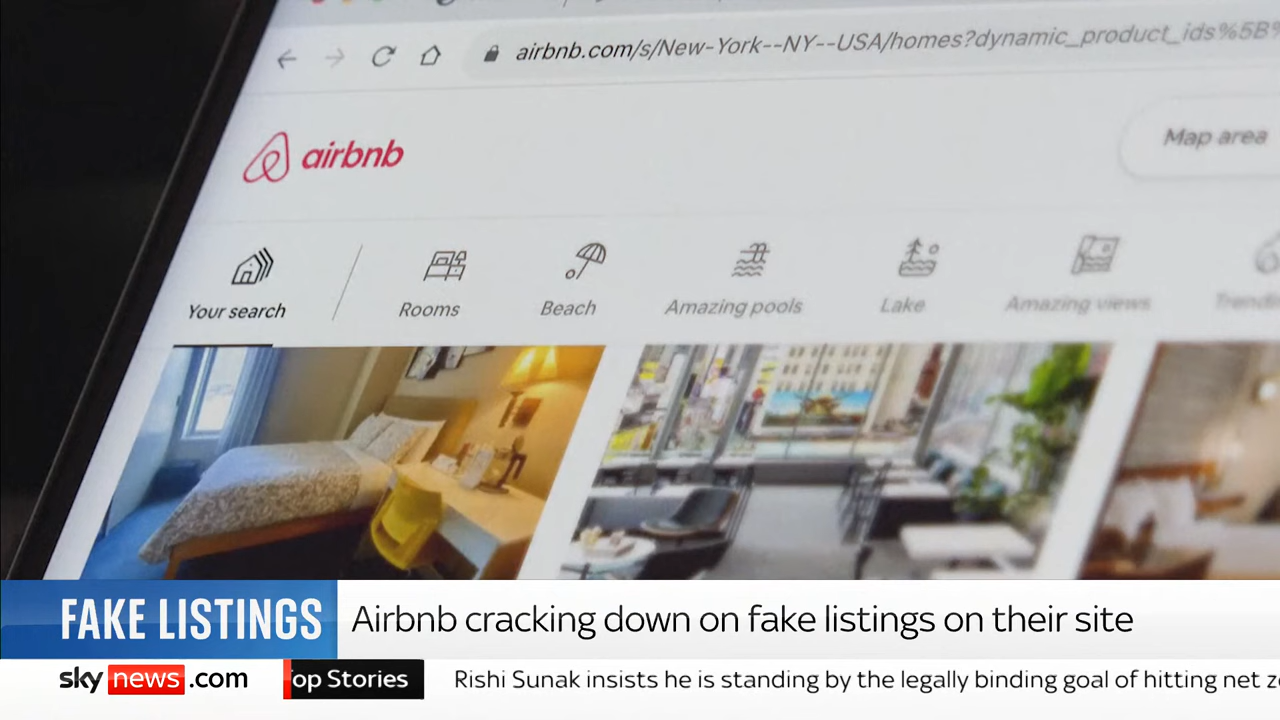 airbnb.com/s/New-York--NY--USA/homes?dynamic_product_ids%5B%
airbnb
Map area
Your search
Rooms
Beach
Amazing pools
Lake
Amazing views
FAKE LISTINGS
Airbnb cracking down on fake listings on their site
sky news .com
op Stories
Rishi Sunak insists he is standing by the legally binding goal of hitting net z